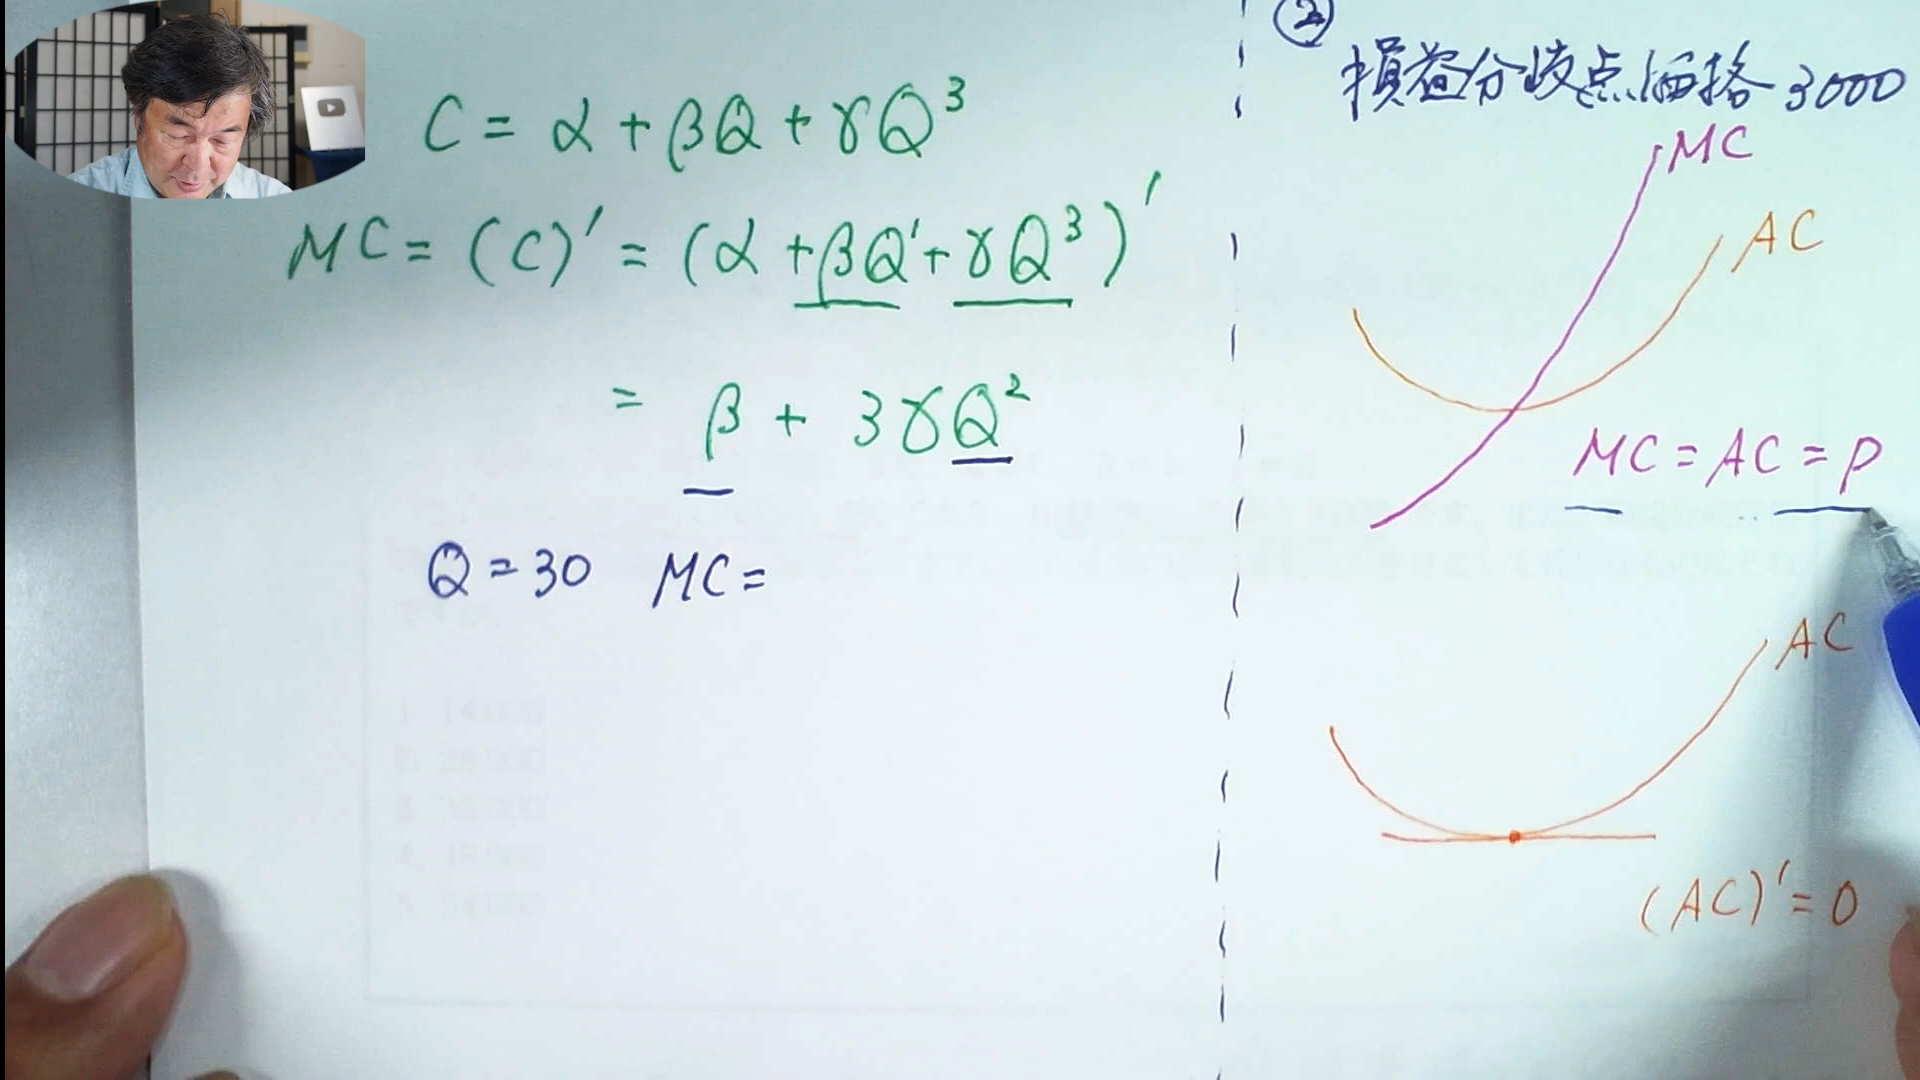 C = α + βQ + γQ³
MC = (C)′ = (α + βQ′ + γQ³)′
= β + 3γQ²
Q = 30 MC =
②
損益分岐点価格 3000
MC
AC
MC = AC = P
AC
(AC)′ = 0